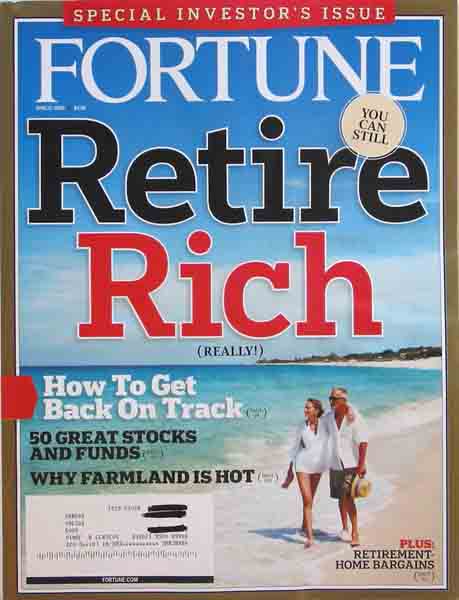 SPECIAL INVESTOR'S ISSUE
FORTUNE
YOU
CAN
STILL
Retire
Rich
(REALLY!)
How To Get
Back On Track
50 GREAT STOCKS
AND FUNDS
WHY FARMLAND IS HOT
PLUS:
RETIREMENT-
HOME BARGAINS
FORTUNE.COM